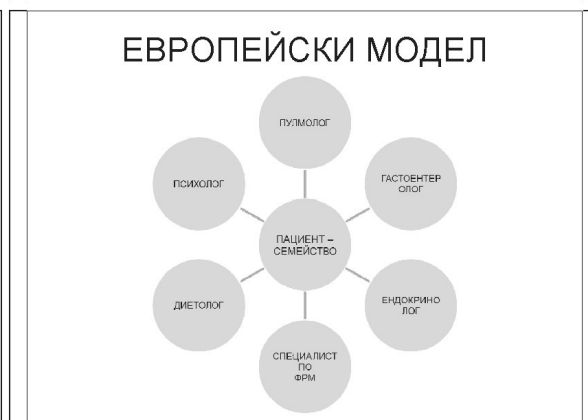 ЕВРОПЕЙСКИ МОДЕЛ
ПУЛМОЛОГ
ПСИХОЛОГ
ГАСТОЕНТЕР
ОЛОГ
ПАЦИЕНТ –
СЕМЕЙСТВО
ДИЕТОЛОГ
ЕНДОКРИНО
ЛОГ
СПЕЦИАЛИСТ
ПО
ФРМ